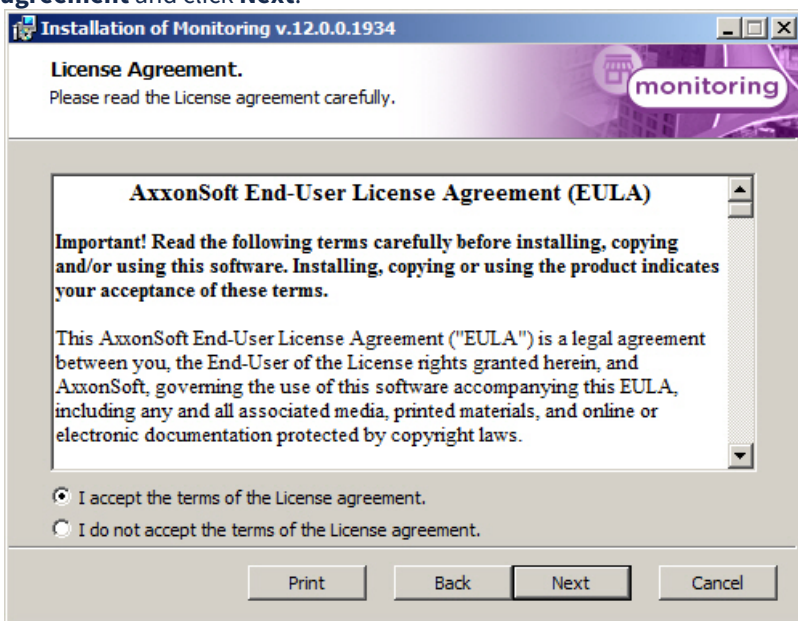 agreement and click Next.
Installation of Monitoring v.12.0.0.1934
License Agreement.
Please read the License agreement carefully.
monitoring
AxxonSoft End-User License Agreement (EULA)
Important! Read the following terms carefully before installing, copying
and/or using this software. Installing, copying or using the product indicates
your acceptance of these terms.
This AxxonSoft End-User License Agreement ("EULA") is a legal agreement
between you, the End-User of the License rights granted herein, and
AxxonSoft, governing the use of this software accompanying this EULA,
including any and all associated media, printed materials, and online or
electronic documentation protected by copyright laws.
I accept the terms of the License agreement.
I do not accept the terms of the License agreement.
Print Back Next Cancel